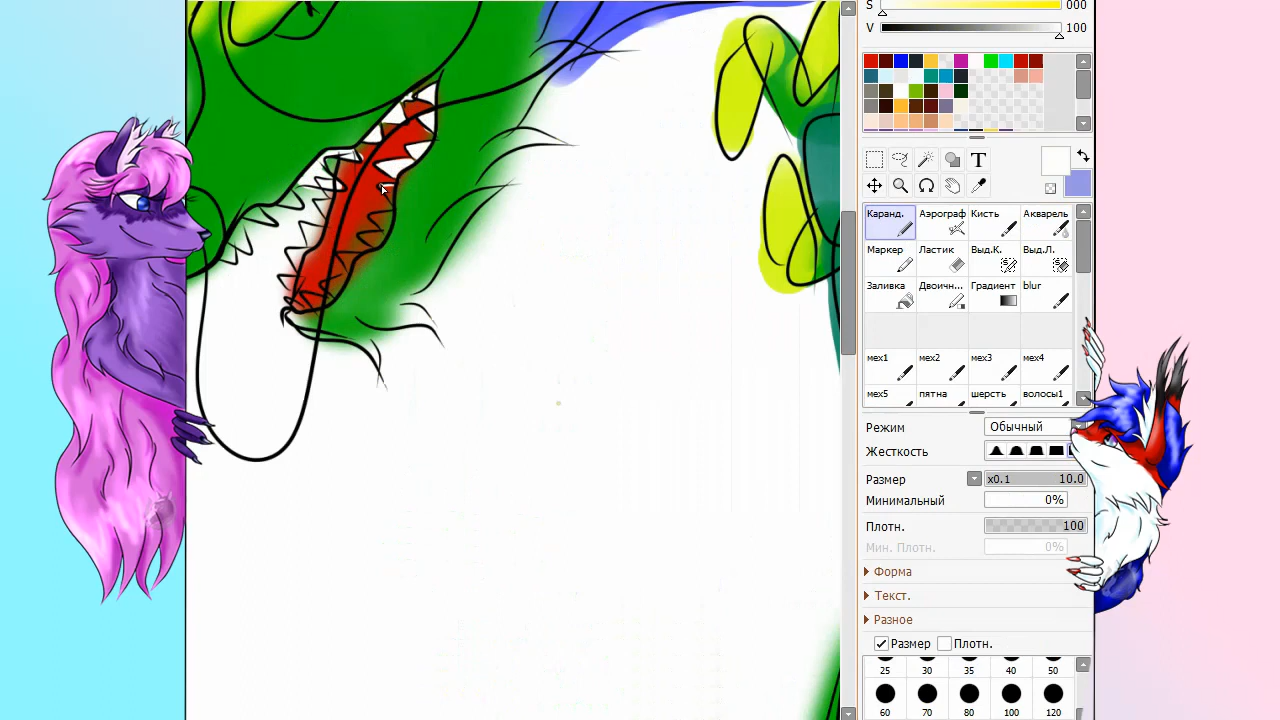 S 000
V 100
T
Каранд. Аэрограф Кисть Акварель
Маркер Ластик Выд.К. Выд.Л.
Заливка Двоичн... Градиент blur
мех1 мех2 мех3 мех4
мех5 пятна шерсть волосы1
Режим Обычный
Жесткость
Размер x0.1 10.0
Минимальный 0%
Плотн. 100
Мин. Плотн. 0%
Форма
Текст.
Разное
Размер Плотн.
25 30 35 40 50
60 70 80 100 120